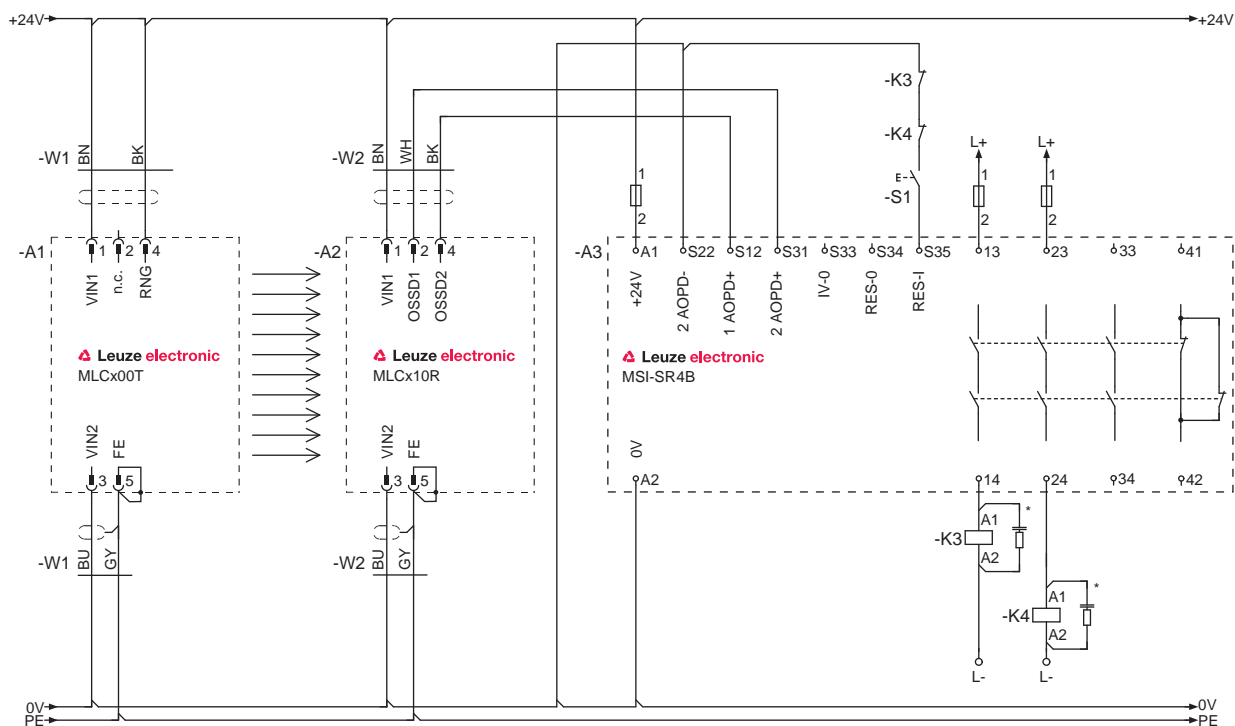 +24V +24V
-K3
-K4
L+ L+
-W1 BN BK -W2 BN WH BK
1 1 1
E
-S1
2 2 2
-A1 1 2 4 -A2 1 2 4 -A3 A1 S22 S12 S31 S33 S34 S35 13 23 33 41
VIN1 n.c. RNG VIN1 OSSD1 OSSD2 +24V 2 AOPD- 1 AOPD+ 2 AOPD+ IV-0 RES-0 RES-I
Leuze electronic Leuze electronic Leuze electronic
MLCx00T MLCx10R MSI-SR4B
VIN2 FE VIN2 FE 0V
3 5 3 5 A2 14 24 34 42
*
A1
-K3
A2
-W1 BU GY -W2 BU GY
*
A1
-K4
A2
L- L-
0V 0V
PE PE